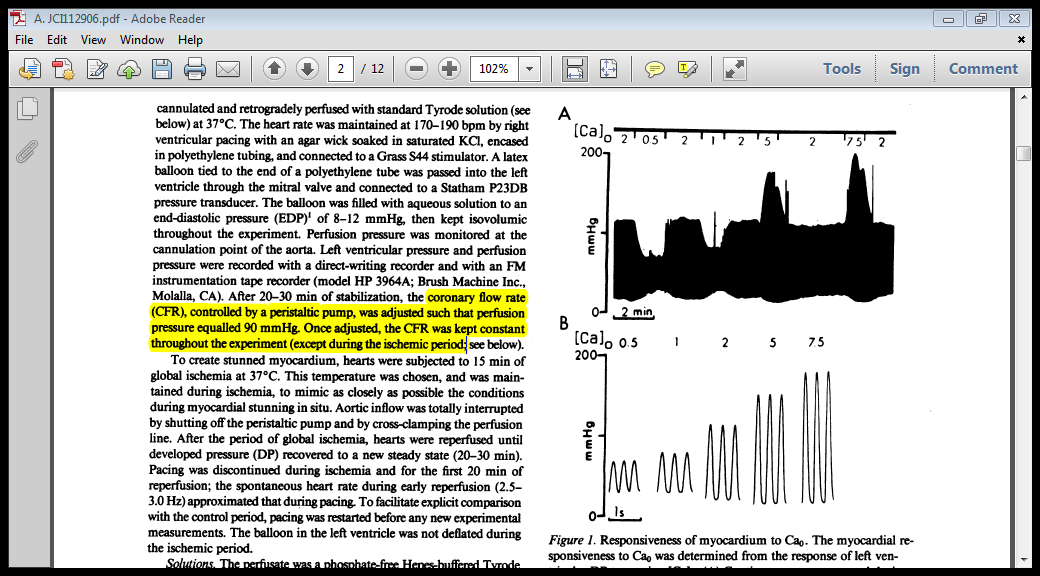 A. JCI112906.pdf - Adobe Reader
File Edit View Window Help
2 / 12 102% Tools Sign Comment
cannulated and retrogradely perfused with standard Tyrode solution (see
below) at 37°C. The heart rate was maintained at 170–190 bpm by right
ventricular pacing with an agar wick soaked in saturated KCl, encased
in polyethylene tubing, and connected to a Grass S44 stimulator. A latex
balloon tied to the end of a polyethylene tube was passed into the left
ventricle through the mitral valve and connected to a Statham P23DB
pressure transducer. The balloon was filled with aqueous solution to an
end-diastolic pressure (EDP)¹ of 8–12 mmHg, then kept isovolumic
throughout the experiment. Perfusion pressure was monitored at the
cannulation point of the aorta. Left ventricular pressure and perfusion
pressure were recorded with a direct-writing recorder and with an FM
instrumentation tape recorder (model HP 3964A; Brush Machine Inc.,
Molalla, CA). After 20–30 min of stabilization, the coronary flow rate
(CFR), controlled by a peristaltic pump, was adjusted such that perfusion
pressure equalled 90 mmHg. Once adjusted, the CFR was kept constant
throughout the experiment (except during the ischemic period; see below).
To create stunned myocardium, hearts were subjected to 15 min of
global ischemia at 37°C. This temperature was chosen, and was main-
tained during ischemia, to mimic as closely as possible the conditions
during myocardial stunning in situ. Aortic inflow was totally interrupted
by shutting off the peristaltic pump and by cross-clamping the perfusion
line. After the period of global ischemia, hearts were reperfused until
developed pressure (DP) recovered to a new steady state (20–30 min).
Pacing was discontinued during ischemia and for the first 20 min of
reperfusion; the spontaneous heart rate during early reperfusion (2.5–
3.0 Hz) approximated that during pacing. To facilitate explicit comparison
with the control period, pacing was restarted before any new experimental
measurements. The balloon in the left ventricle was not deflated during
the ischemic period.
Solutions. The perfusate was a phosphate-free Hepes-buffered Tyrode
A
[Ca]o 2 0.5 2 1 2 5 2 7.5 2
200
mmHg
0
2 min
B
[Ca]o 0.5 1 2 5 7.5
200
mmHg
0
1s
Figure 1. Responsiveness of myocardium to Cao. The myocardial re-
sponsiveness to Cao was determined from the response of left ven-